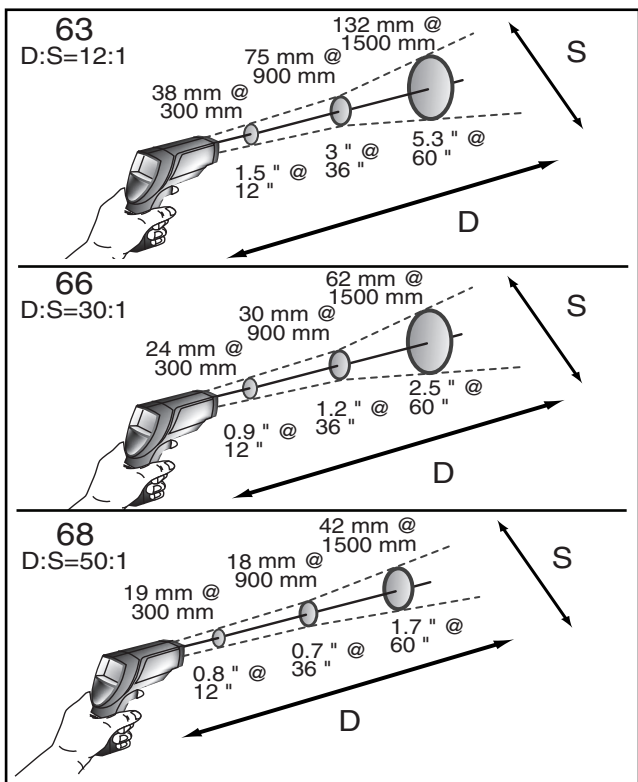 63
D:S=12:1
132 mm @
1500 mm
75 mm @
900 mm
38 mm @
300 mm
S
1.5 " @
12 "
3 " @
36 "
5.3 " @
60 "
D
66
D:S=30:1
62 mm @
1500 mm
30 mm @
900 mm
24 mm @
300 mm
S
0.9 " @
12 "
1.2 " @
36 "
2.5 " @
60 "
D
68
D:S=50:1
42 mm @
1500 mm
18 mm @
900 mm
19 mm @
300 mm
S
0.8 " @
12 "
0.7 " @
36 "
1.7 " @
60 "
D